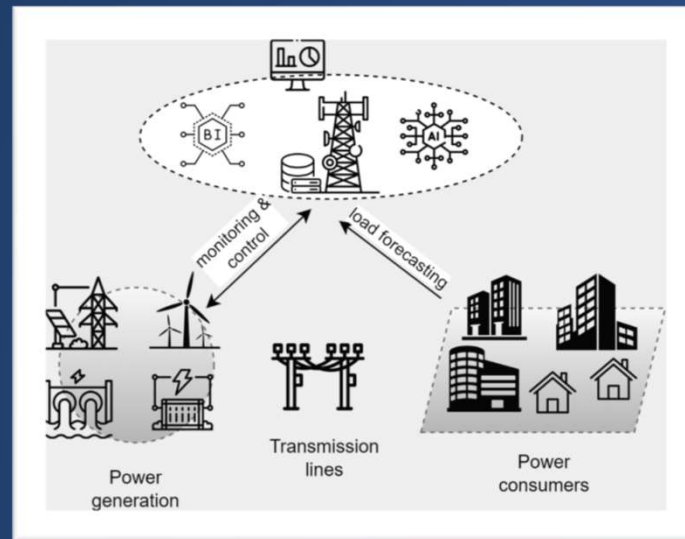 BI
AI
monitoring &
control
load forecasting
Transmission
lines
Power
generation
Power
consumers